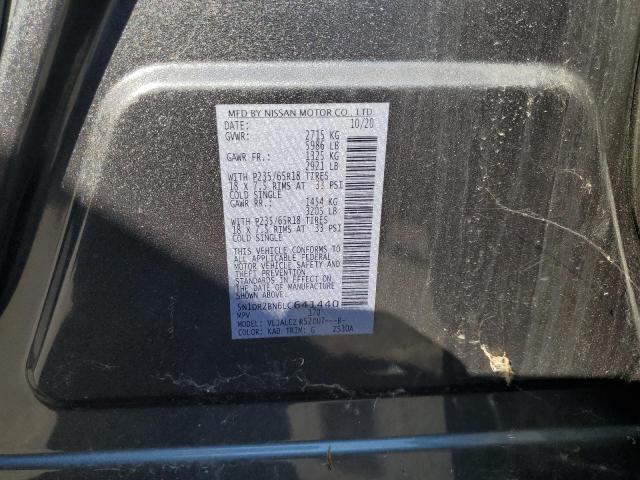 MFD BY NISSAN MOTOR CO., LTD
DATE: 10/20
GVWR: 2715 KG
5986 LB
GAWR FR.: 1325 KG
2921 LB
WITH P235/65R18 TIRES
18 X 7.5 RIMS AT 33 PSI
COLD SINGLE
GAWR RR.: 1454 KG
3205 LB
WITH P235/65R18 TIRES
18 X 7.5 RIMS AT 33 PSI
COLD SINGLE
THIS VEHICLE CONFORMS TO
ALL APPLICABLE FEDERAL
MOTOR VEHICLE SAFETY AND
THEFT PREVENTION
STANDARDS IN EFFECT ON
THE DATE OF MANUFACTURE
SHOWN ABOVE.
5N1DR2BN6LC641440
MPV 170
MODEL: R52
COLOR: KAD TRIM: G 2530A